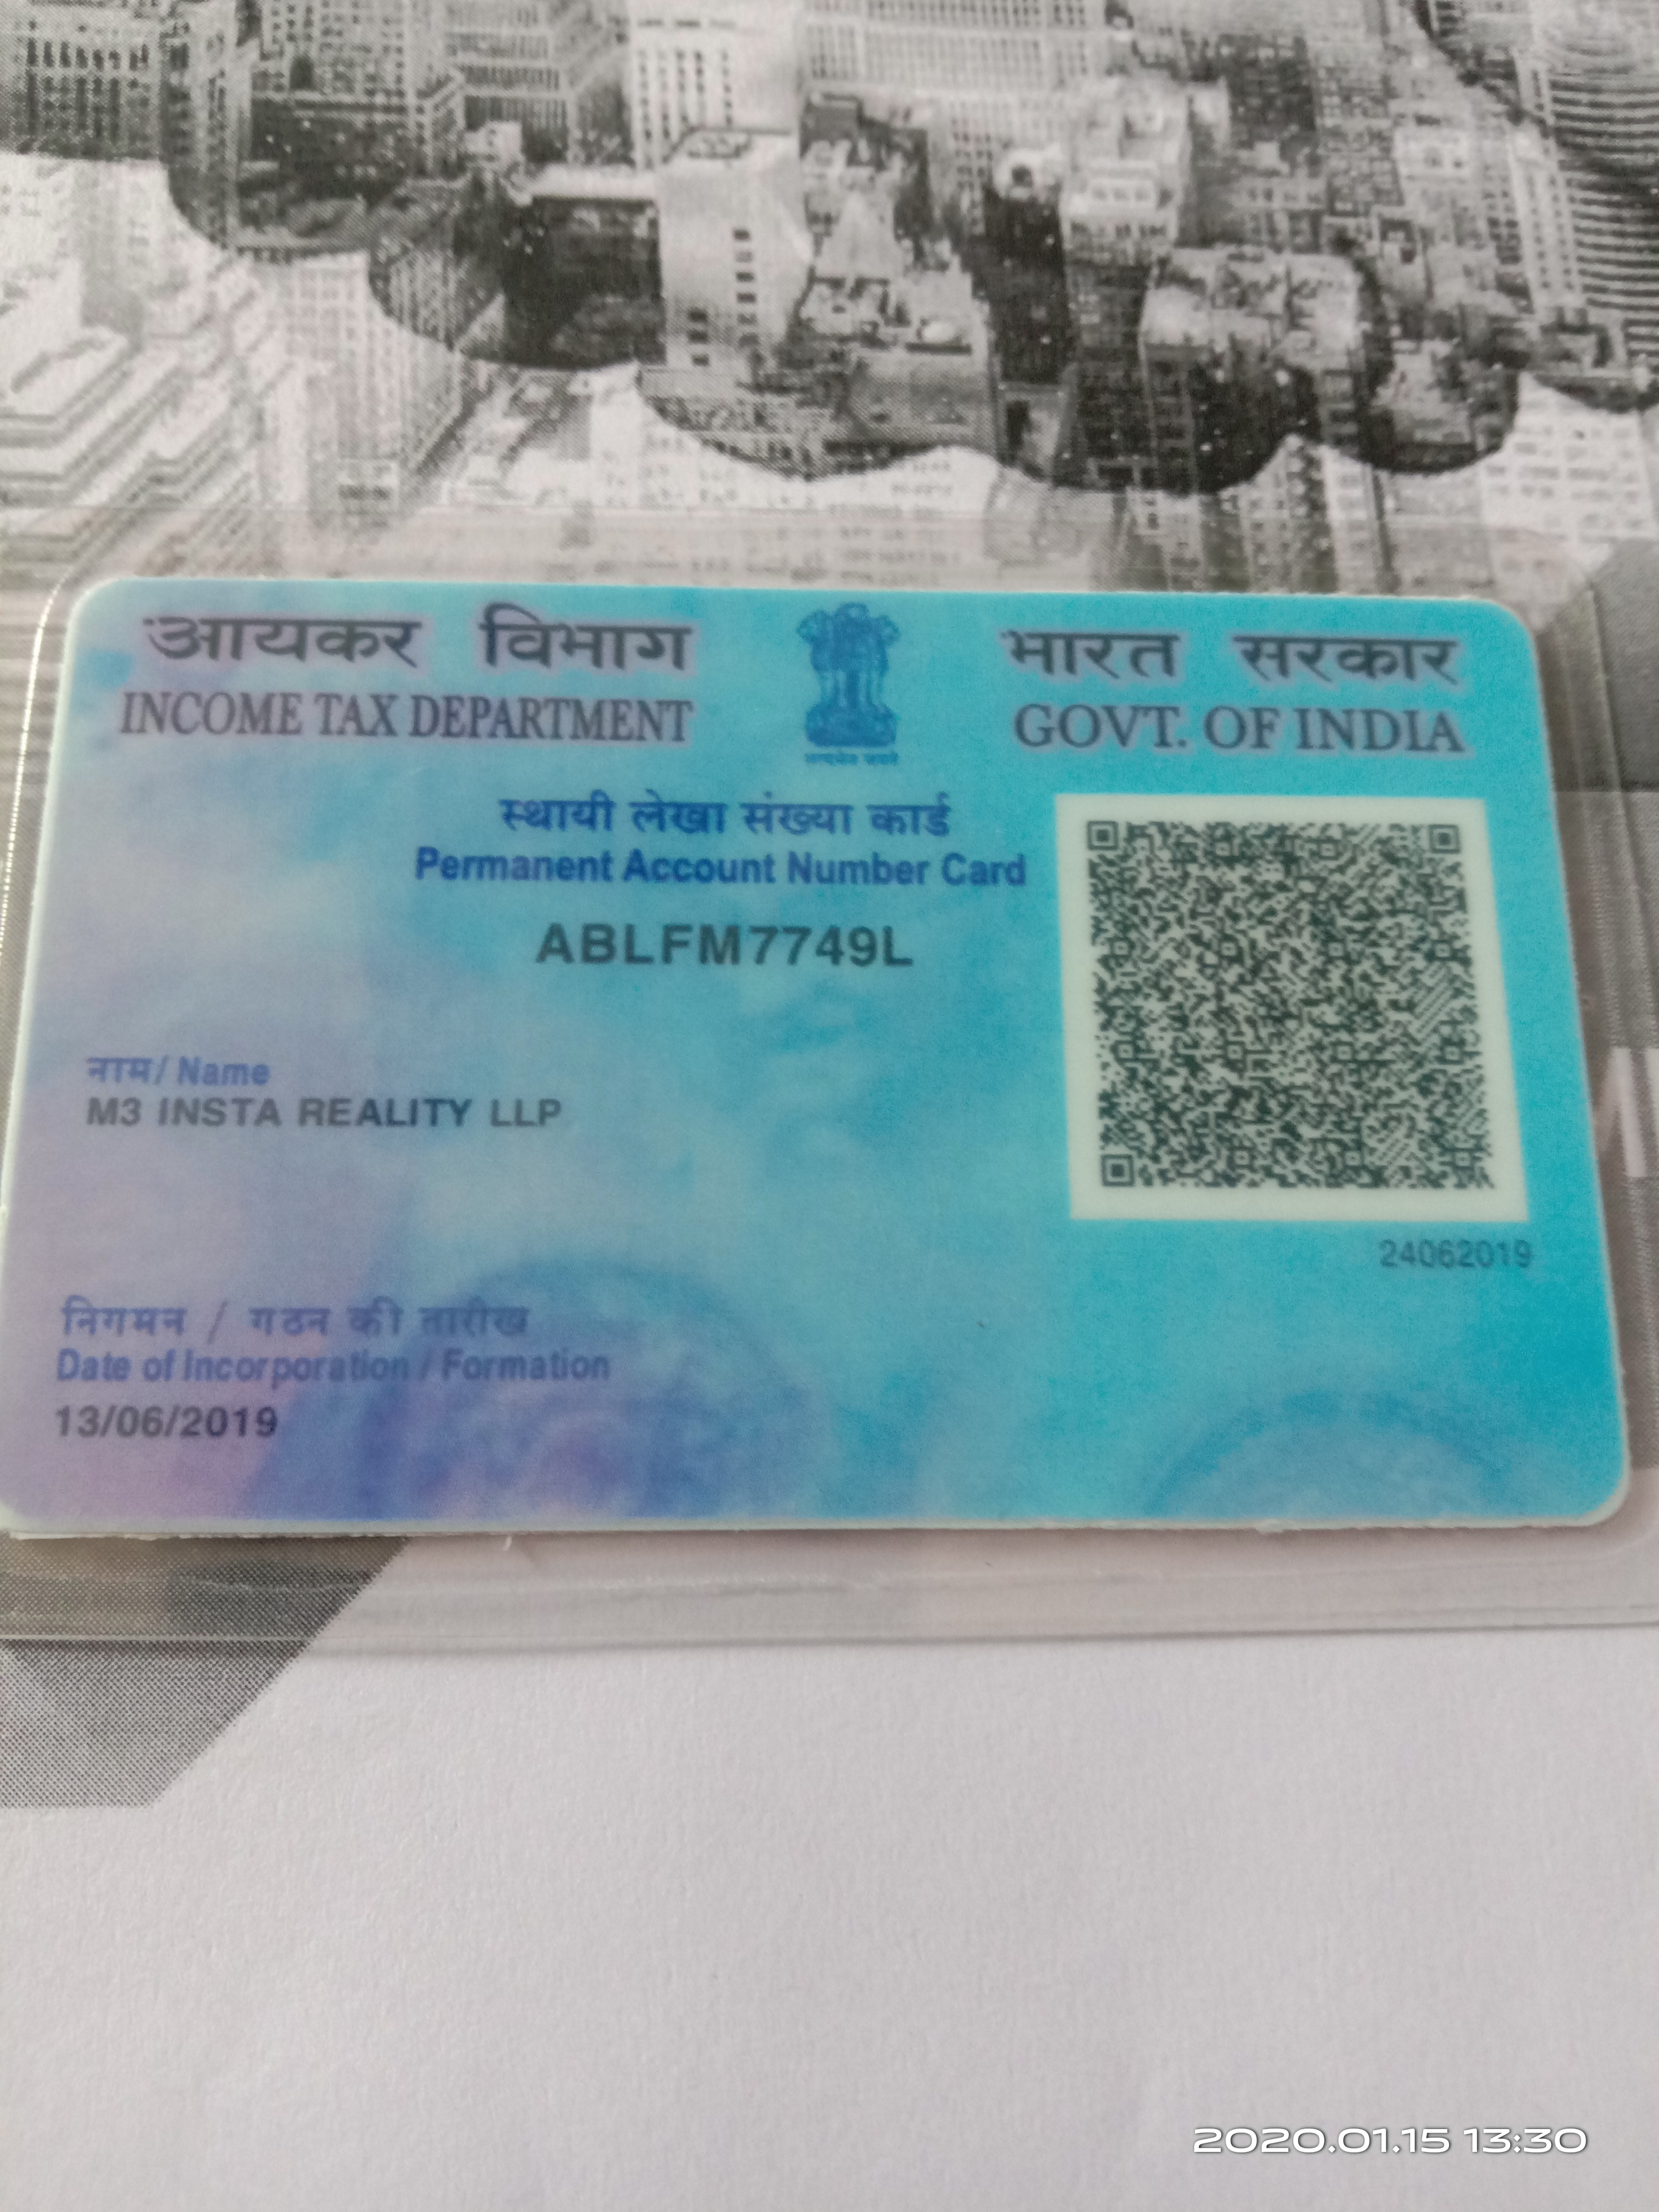 आयकर विभाग
INCOME TAX DEPARTMENT
भारत सरकार
GOVT. OF INDIA
स्थायी लेखा संख्या कार्ड
Permanent Account Number Card
ABLFM7749L
नाम/ Name
M3 INSTA REALITY LLP
24062019
निगमन / गठन की तारीख
Date of Incorporation / Formation
13/06/2019
2020.01.15 13:30